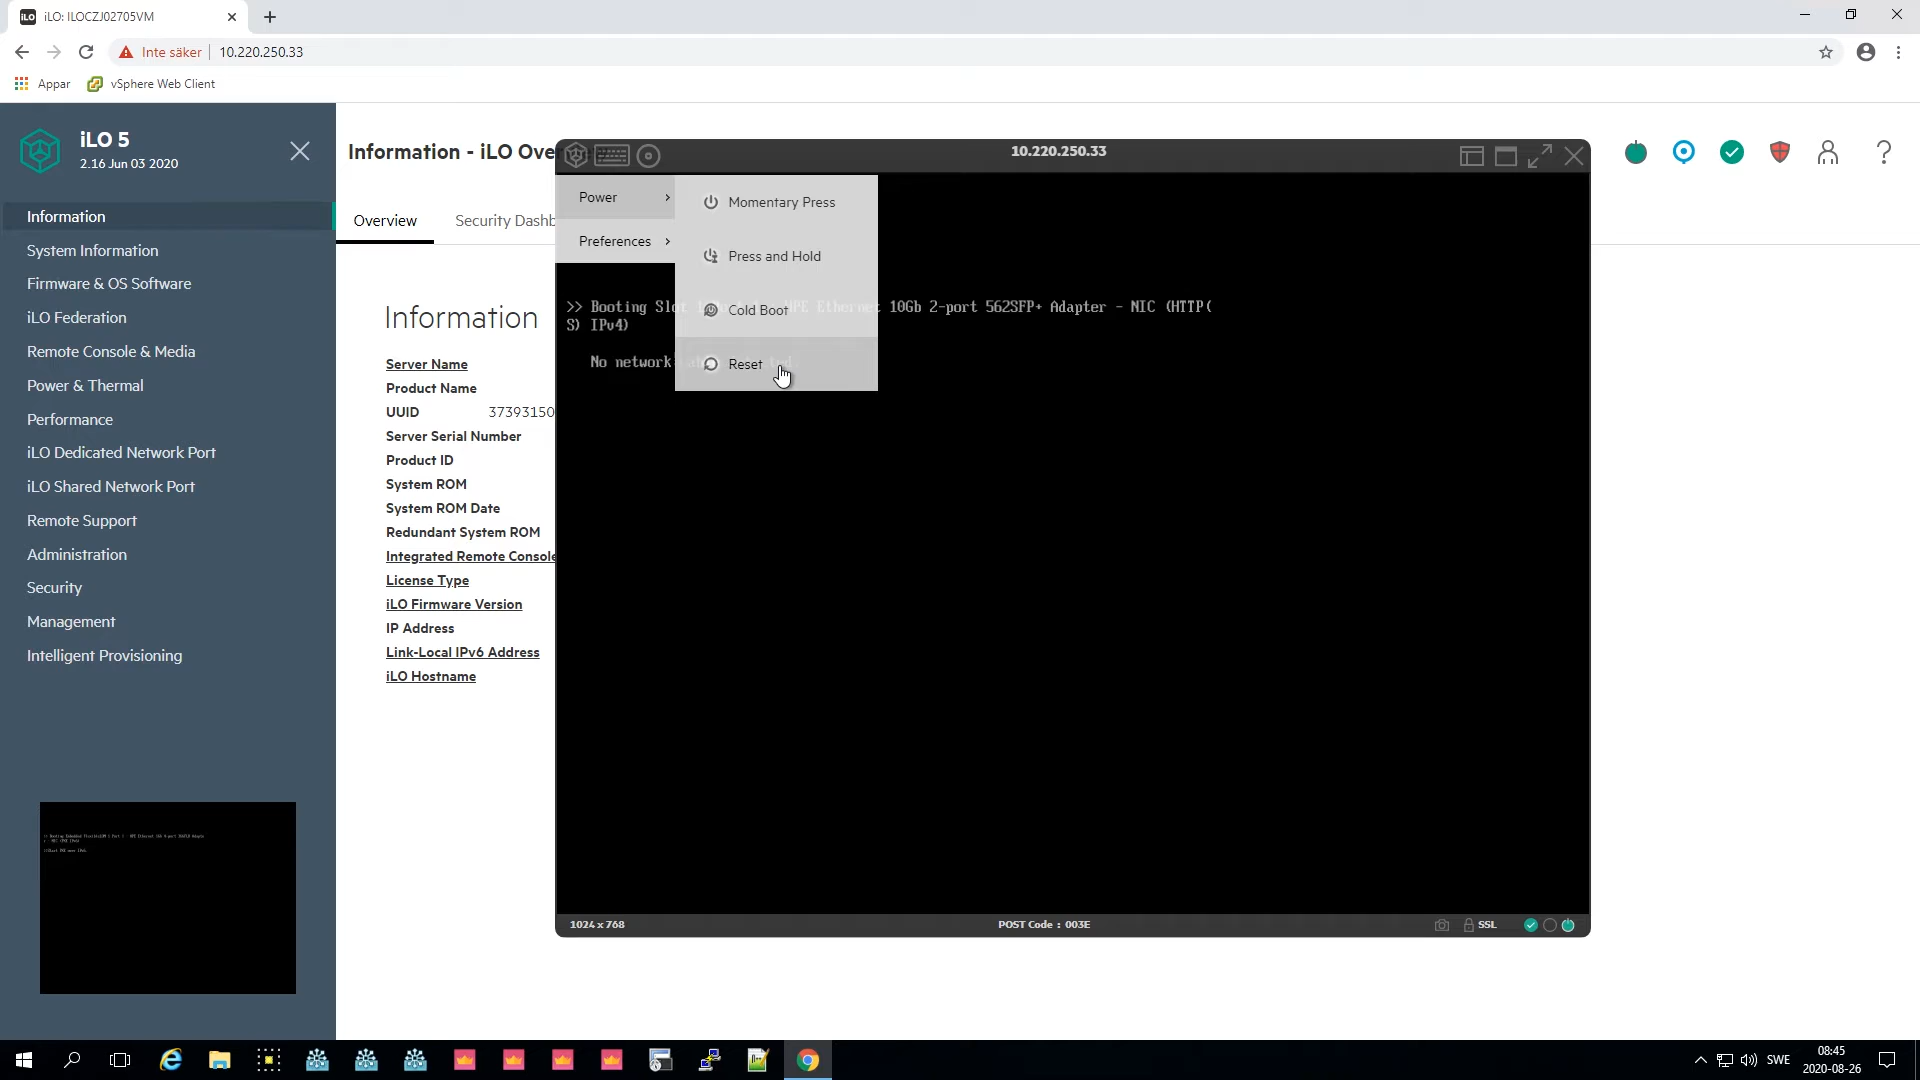 iLO: ILOCZJ02705VM
Inte säker
10.220.250.33
Appar
vSphere Web Client
iLO 5
2.16 Jun 03 2020
Information
System Information
Firmware & OS Software
iLO Federation
Remote Console & Media
Power & Thermal
Performance
iLO Dedicated Network Port
iLO Shared Network Port
Remote Support
Administration
Security
Management
Intelligent Provisioning
Information - iLO Over
Overview
Security Dashb
Information
Server Name
Product Name
UUID 37393150
Server Serial Number
Product ID
System ROM
System ROM Date
Redundant System ROM
Integrated Remote Console
License Type
iLO Firmware Version
IP Address
Link-Local IPv6 Address
iLO Hostname
10.220.250.33
Power
Preferences
Momentary Press
Press and Hold
Cold Boot
Reset
>> Booting Slot HPE Ethernet 10Gb 2-port 562SFP+ Adapter - NIC (HTTP(
S) IPv4)
No network
1024 x 768
POST Code : 003E
SSL
SWE
08:45
2020-08-26